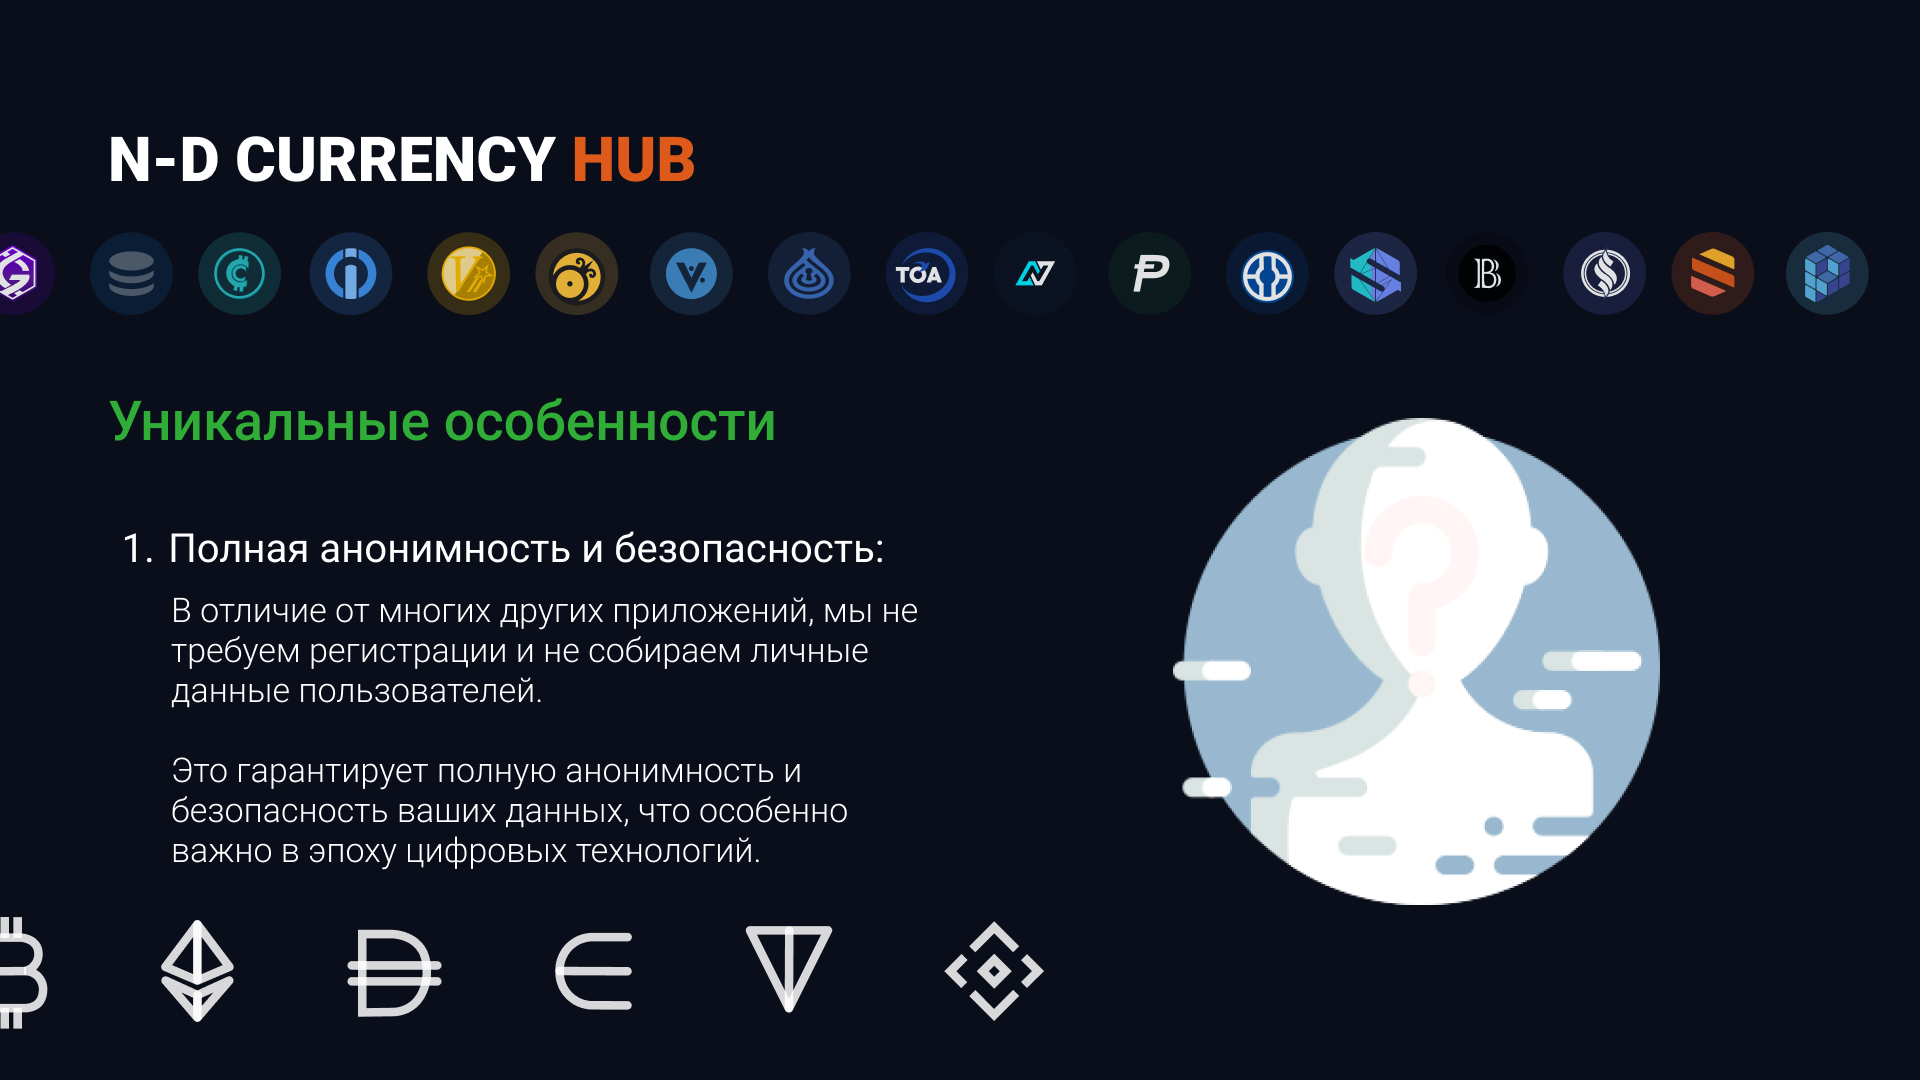 N-D CURRENCY HUB
TOA
Уникальные особенности
1. Полная анонимность и безопасность:
В отличие от многих других приложений, мы не
требуем регистрации и не собираем личные
данные пользователей.
Это гарантирует полную анонимность и
безопасность ваших данных, что особенно
важно в эпоху цифровых технологий.